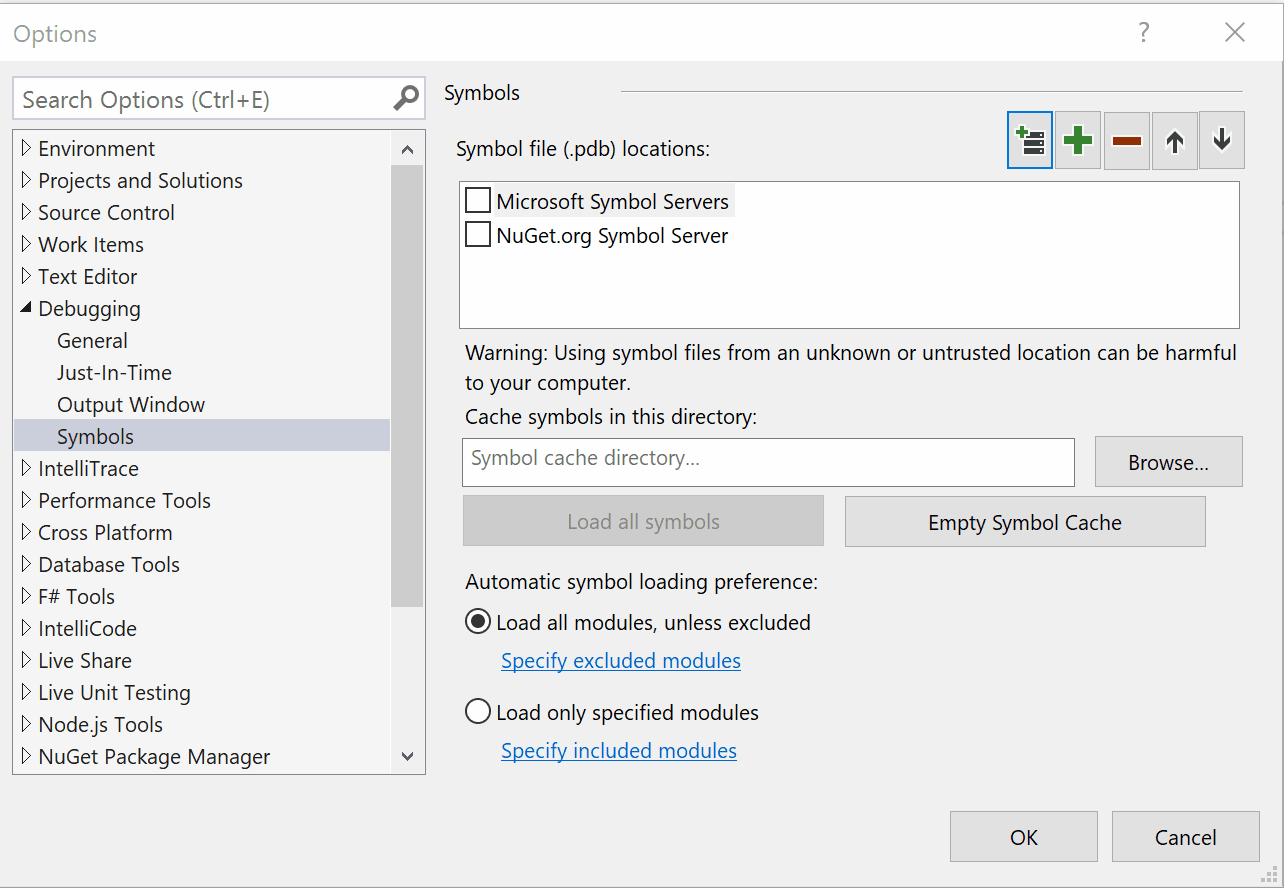 Options
?
Search Options (Ctrl+E)
Environment
Projects and Solutions
Source Control
Work Items
Text Editor
Debugging
General
Just-In-Time
Output Window
Symbols
IntelliTrace
Performance Tools
Cross Platform
Database Tools
F# Tools
IntelliCode
Live Share
Live Unit Testing
Node.js Tools
NuGet Package Manager
Symbols
Symbol file (.pdb) locations:
Microsoft Symbol Servers
NuGet.org Symbol Server
Warning: Using symbol files from an unknown or untrusted location can be harmful
to your computer.
Cache symbols in this directory:
Symbol cache directory...
Browse...
Load all symbols
Empty Symbol Cache
Automatic symbol loading preference:
Load all modules, unless excluded
Specify excluded modules
Load only specified modules
Specify included modules
OK
Cancel